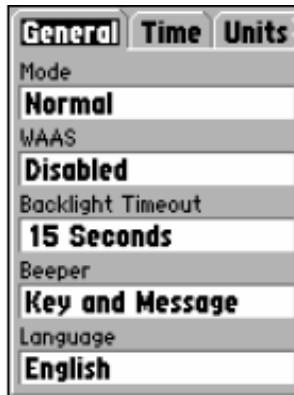 General Time Units
Mode
Normal
WAAS
Disabled
Backlight Timeout
15 Seconds
Beeper
Key and Message
Language
English